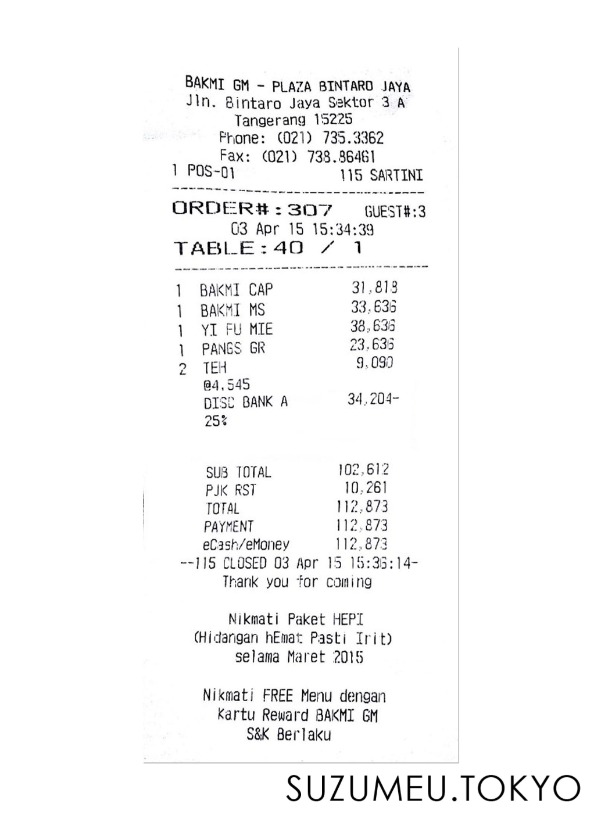 BAKMI GM - PLAZA BINTARO JAYA
Jln. Bintaro Jaya Sektor 3 A
Tangerang 15225
Phone: (021) 735.3362
Fax: (021) 738.86461
1 POS-01 115 SARTINI
ORDER#:307 GUEST#:3
03 Apr 15 15:34:39
TABLE:40 / 1
1 BAKMI CAP 31,818
1 BAKMI MS 33,636
1 YI FU MIE 38,636
1 PANGS GR 23,636
2 TEH 9,090
@4,545
DISC BANK A 34,204-
25%
SUB TOTAL 102,612
PJK RST 10,261
TOTAL 112,873
PAYMENT 112,873
eCash/eMoney 112,873
--115 CLOSED 03 Apr 15 15:36:14-
Thank you for coming
Nikmati Paket HEPI
(Hidangan hEmat Pasti Irit)
selama Maret 2015
Nikmati FREE Menu dengan
Kartu Reward BAKMI GM
S&K Berlaku
SUZUMEU.TOKYO